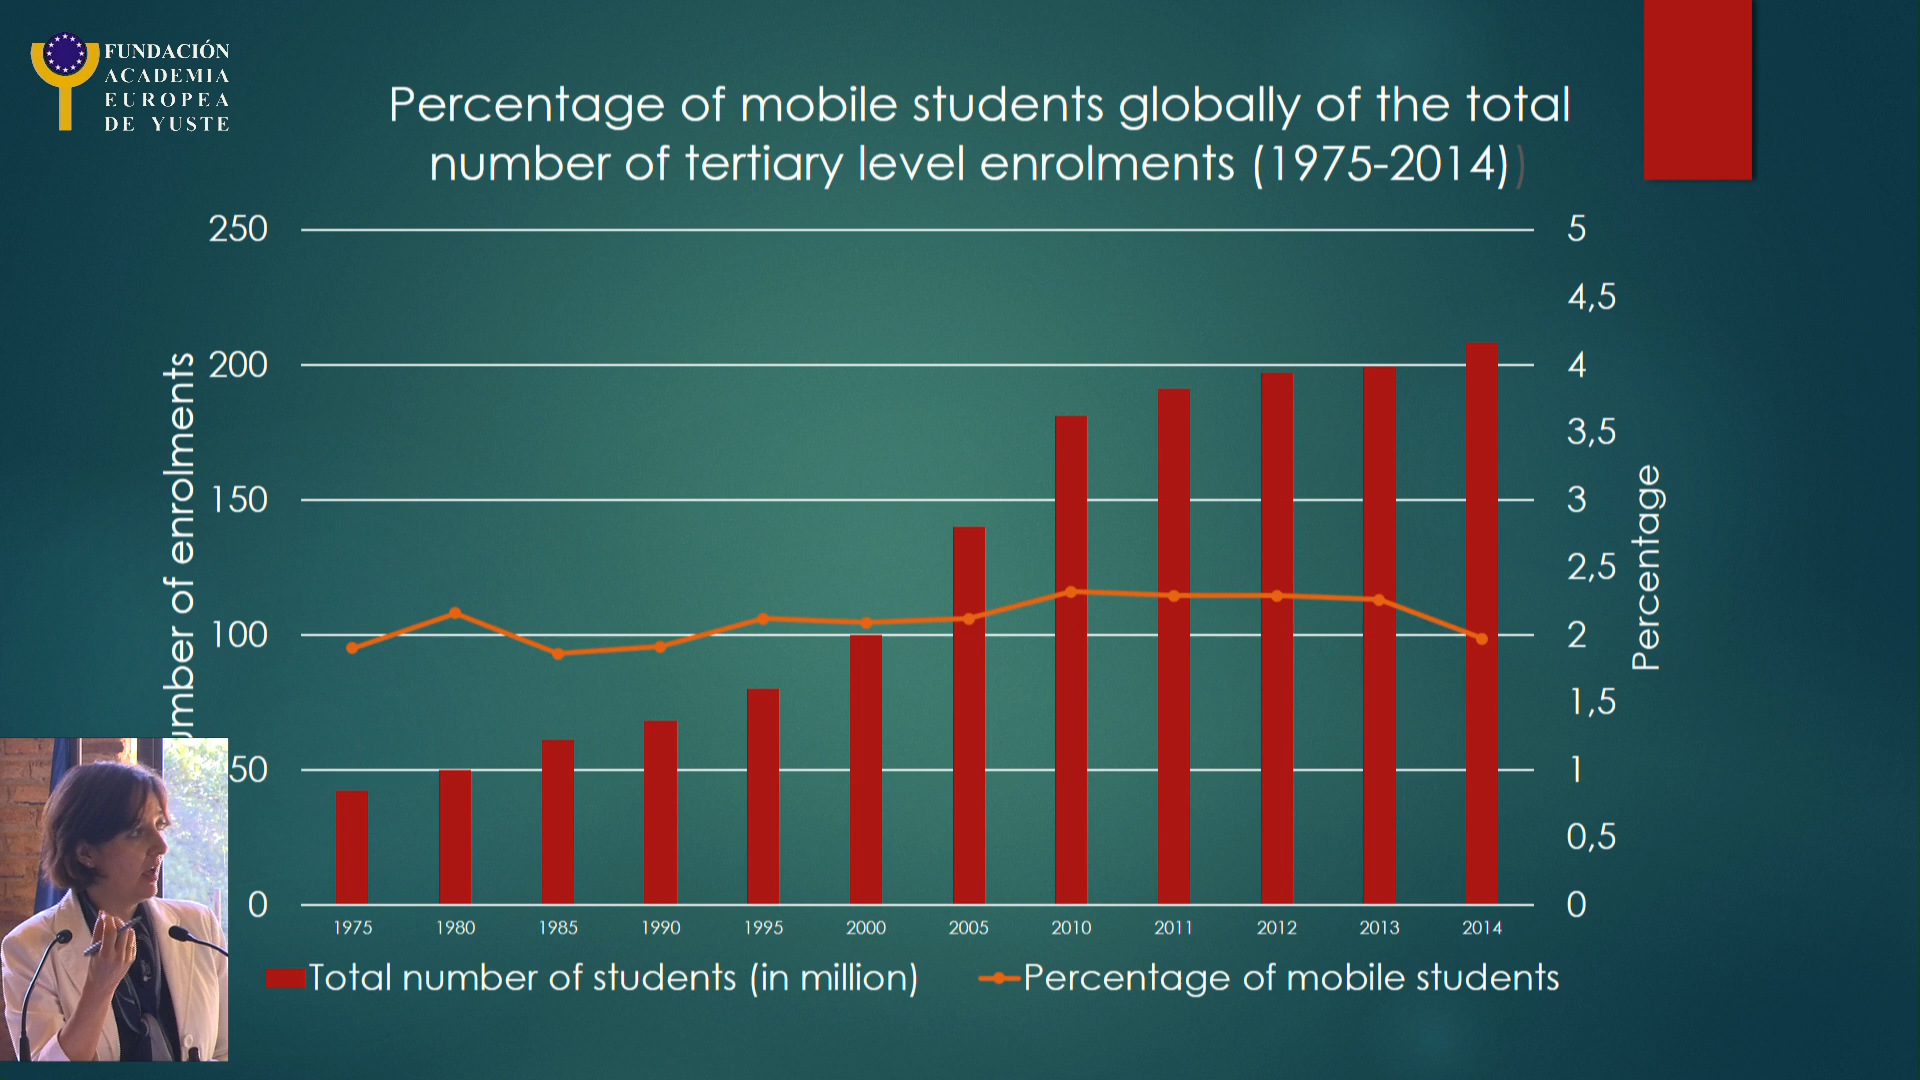 FUNDACIÓN
ACADEMIA
EUROPEA
DE YUSTE
Percentage of mobile students globally of the total
number of tertiary level enrolments (1975-2014))
250
200
150
100
50
0
umber of enrolments
5
4,5
4
3,5
3
2,5
2
1,5
1
0,5
0
Percentage
1975 1980 1985 1990 1995 2000 2005 2010 2011 2012 2013 2014
Total number of students (in million) Percentage of mobile students